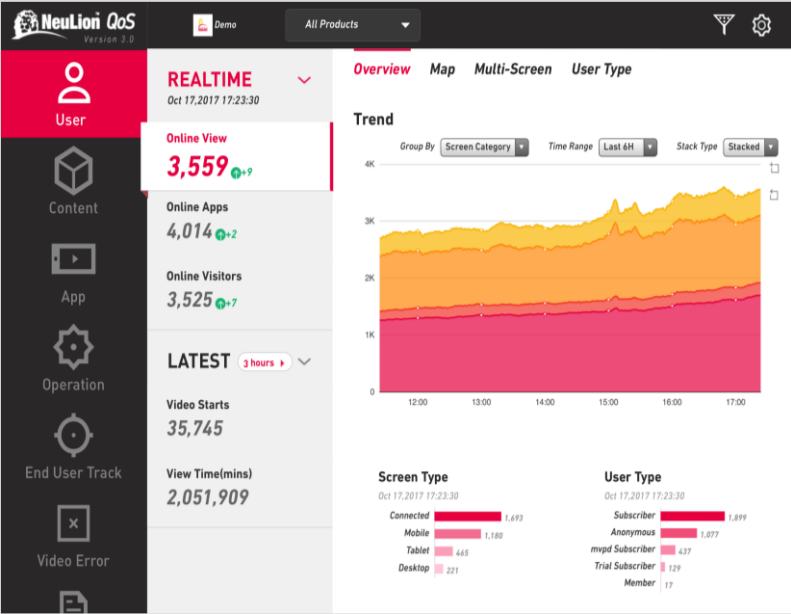 NeuLion QoS
Version 3.0
Demo
All Products
User
Content
App
Operation
End User Track
Video Error
REALTIME
Oct 17,2017 17:23:30
Online View
3,559 +9
Online Apps
4,014 +2
Online Visitors
3,525 +7
LATEST 3 hours
Video Starts
35,745
View Time(mins)
2,051,909
Overview Map Multi-Screen User Type
Trend
Group By Screen Category Time Range Last 6H Stack Type Stacked
4K
3K
2K
1K
0
12:00 13:00 14:00 15:00 16:00 17:00
Screen Type
Oct 17,2017 17:23:30
Connected 1,693
Mobile 1,180
Tablet 465
Desktop 221
User Type
Oct 17,2017 17:23:30
Subscriber 1,899
Anonymous 1,077
mvpd Subscriber 437
Trial Subscriber 129
Member 17